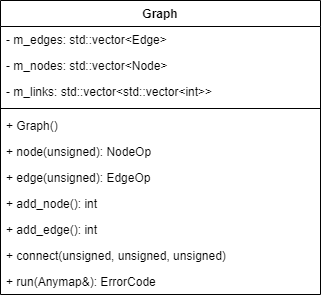 Graph
- m_edges: std::vector<Edge>
- m_nodes: std::vector<Node>
- m_links: std::vector<std::vector<int>>
+ Graph()
+ node(unsigned): NodeOp
+ edge(unsigned): EdgeOp
+ add_node(): int
+ add_edge(): int
+ connect(unsigned, unsigned, unsigned)
+ run(Anymap&): ErrorCode